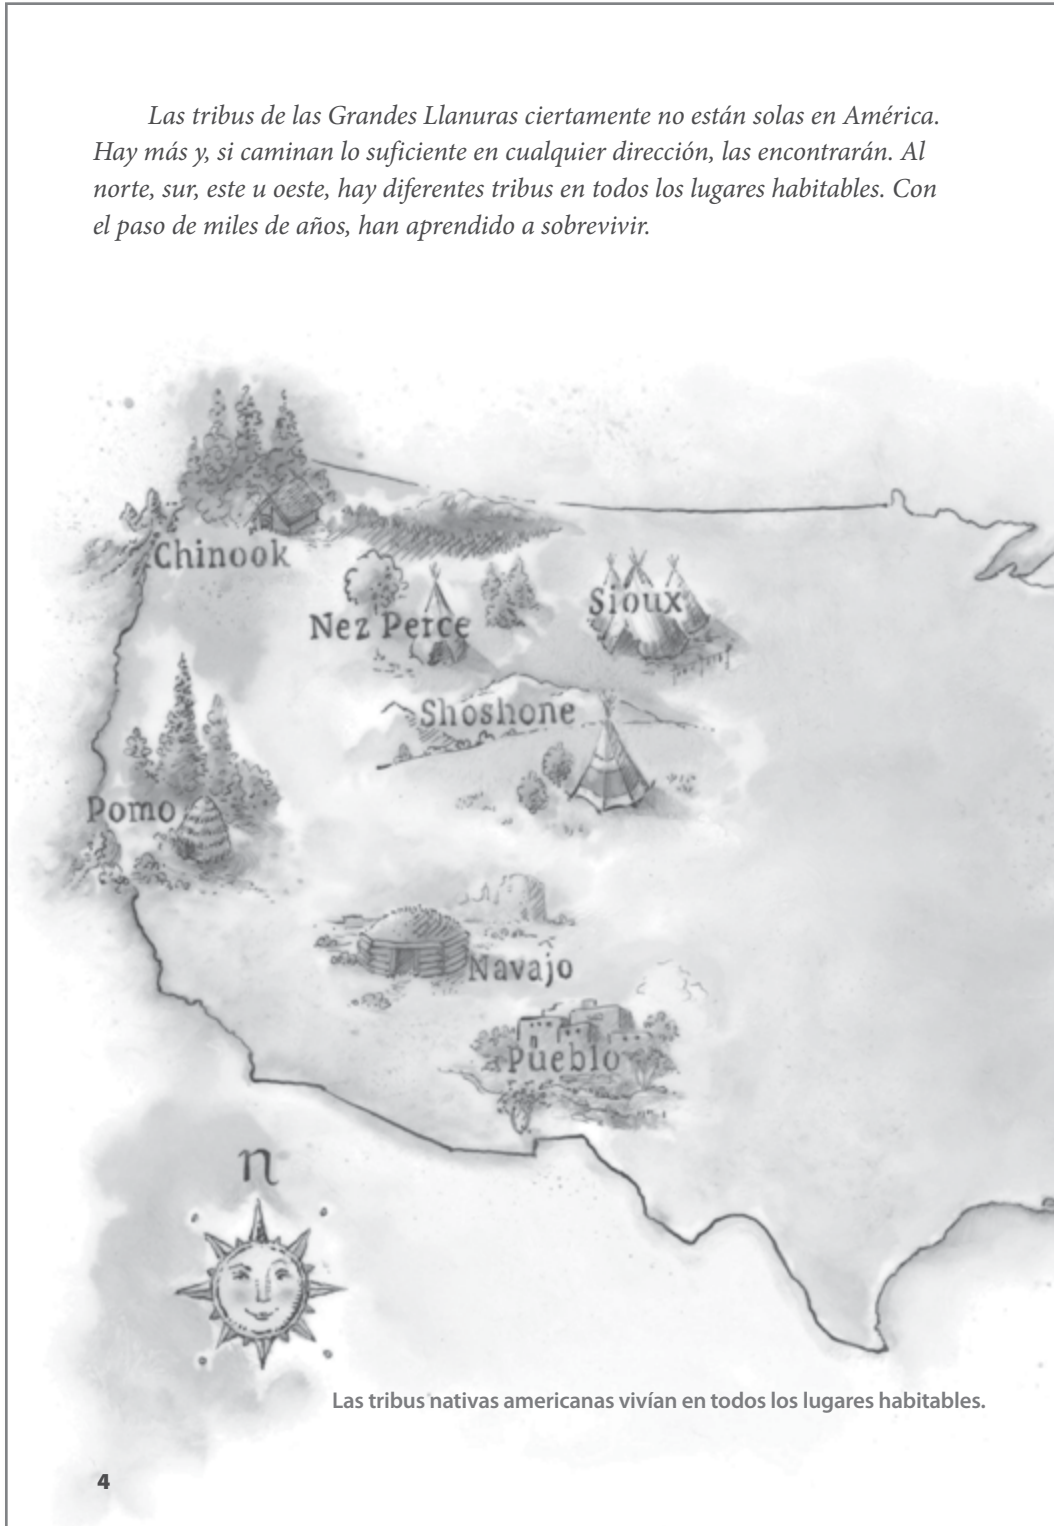 Las tribus de las Grandes Llanuras ciertamente no están solas en América.
Hay más y, si caminan lo suficiente en cualquier dirección, las encontrarán. Al
norte, sur, este u oeste, hay diferentes tribus en todos los lugares habitables. Con
el paso de miles de años, han aprendido a sobrevivir.
Chinook
Nez Perce
Sioux
Shoshone
Pomo
Navajo
Pueblo
n
Las tribus nativas americanas vivían en todos los lugares habitables.
4